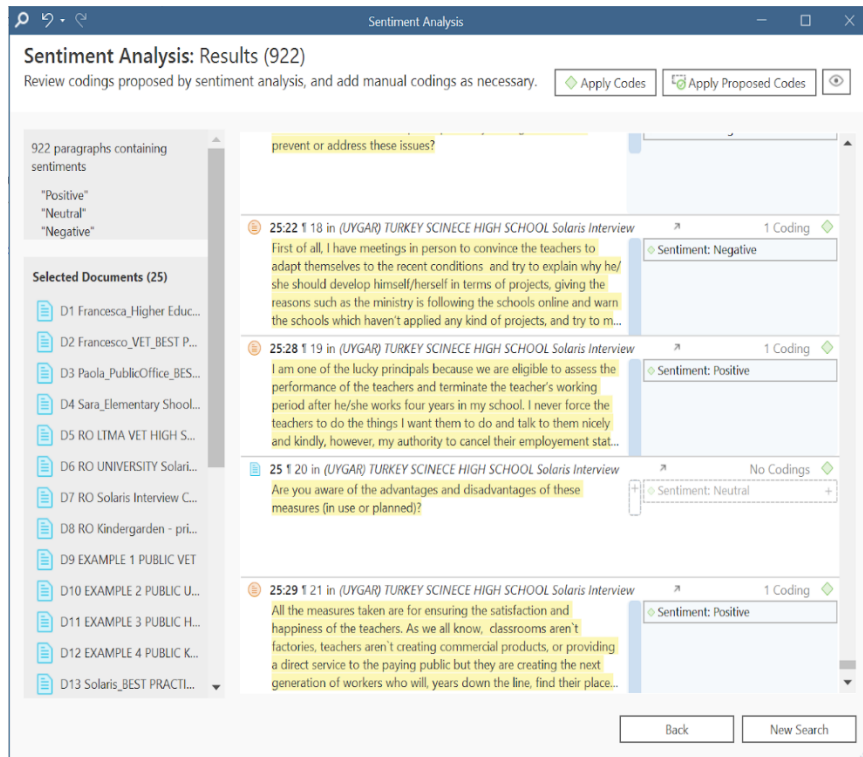 Sentiment Analysis
Sentiment Analysis: Results (922)
Review codings proposed by sentiment analysis, and add manual codings as necessary.
Apply Codes
Apply Proposed Codes
922 paragraphs containing
sentiments
"Positive"
"Neutral"
"Negative"
Selected Documents (25)
D1 Francesca_Higher Educ...
D2 Francesco_VET_BEST P...
D3 Paola_PublicOffice_BES...
D4 Sara_Elementary Shool...
D5 RO LTMA VET HIGH S...
D6 RO UNIVERSITY Solari...
D7 RO Solaris Interview C...
D8 RO Kindergarden - pri...
D9 EXAMPLE 1 PUBLIC VET
D10 EXAMPLE 2 PUBLIC U...
D11 EXAMPLE 3 PUBLIC H...
D12 EXAMPLE 4 PUBLIC K...
D13 Solaris_BEST PRACTI...
prevent or address these issues?
25:22 ¶ 18 in (UYGAR) TURKEY SCINECE HIGH SCHOOL Solaris Interview
1 Coding
First of all, I have meetings in person to convince the teachers to
adapt themselves to the recent conditions and try to explain why he/
she should develop himself/herself in terms of projects, giving the
reasons such as the ministry is following the schools online and warn
the schools which haven't applied any kind of projects, and try to m...
Sentiment: Negative
25:28 ¶ 19 in (UYGAR) TURKEY SCINECE HIGH SCHOOL Solaris Interview
1 Coding
I am one of the lucky principals because we are eligible to assess the
performance of the teachers and terminate the teacher's working
period after he/she works four years in my school. I never force the
teachers to do the things I want them to do and talk to them nicely
and kindly, however, my authority to cancel their employement stat...
Sentiment: Positive
25 ¶ 20 in (UYGAR) TURKEY SCINECE HIGH SCHOOL Solaris Interview
No Codings
Are you aware of the advantages and disadvantages of these
measures (in use or planned)?
Sentiment: Neutral
25:29 ¶ 21 in (UYGAR) TURKEY SCINECE HIGH SCHOOL Solaris Interview
1 Coding
All the measures taken are for ensuring the satisfaction and
happiness of the teachers. As we all know, classrooms aren`t
factories, teachers aren`t creating commercial products, or providing
a direct service to the paying public but they are creating the next
generation of workers who will, years down the line, find their place...
Sentiment: Positive
Back
New Search